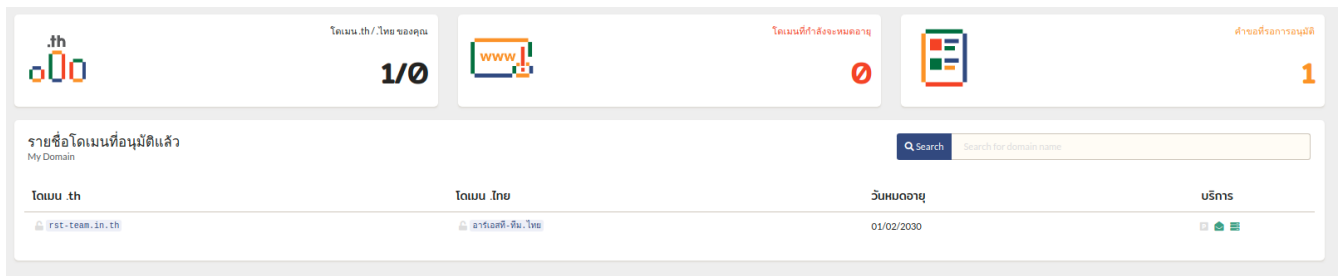 .th
โดเมน .th / .ไทย ของคุณ
1/0
www
โดเมนที่กำลังจะหมดอายุ
0
คำขอที่รอการอนุมัติ
1
รายชื่อโดเมนที่อนุมัติแล้ว
My Domain
Search
Search for domain name
โดเมน .th
โดเมน .ไทย
วันหมดอายุ
บริการ
rst-team.in.th
อาร์เอสที-ทีม.ไทย
01/02/2030